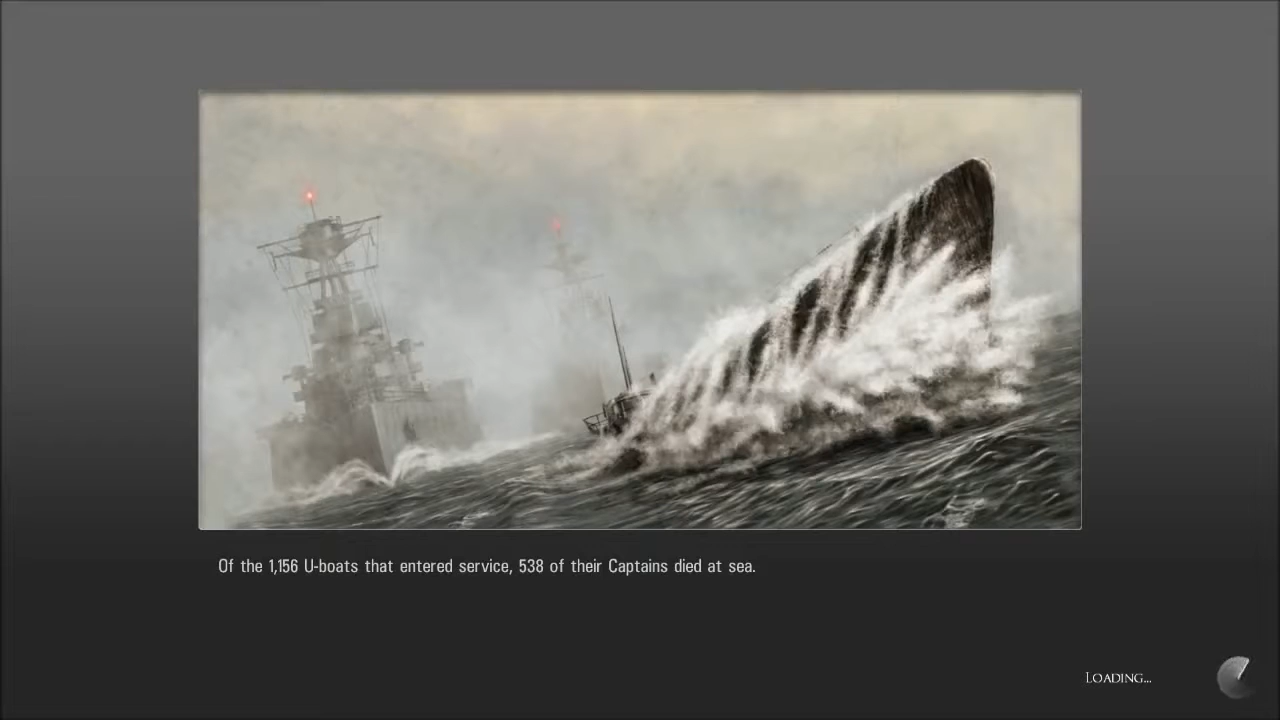 Of the 1,156 U-boats that entered service, 538 of their Captains died at sea.
Loading...